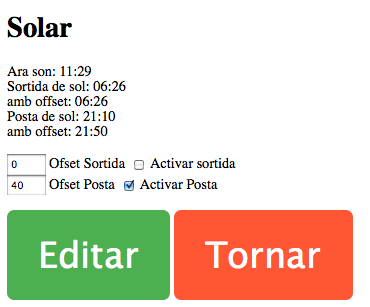 Solar
Ara son: 11:29
Sortida de sol: 06:26
amb offset: 06:26
Posta de sol: 21:10
amb offset: 21:50
0 Ofset Sortida Activar sortida
40 Ofset Posta Activar Posta
Editar Tornar